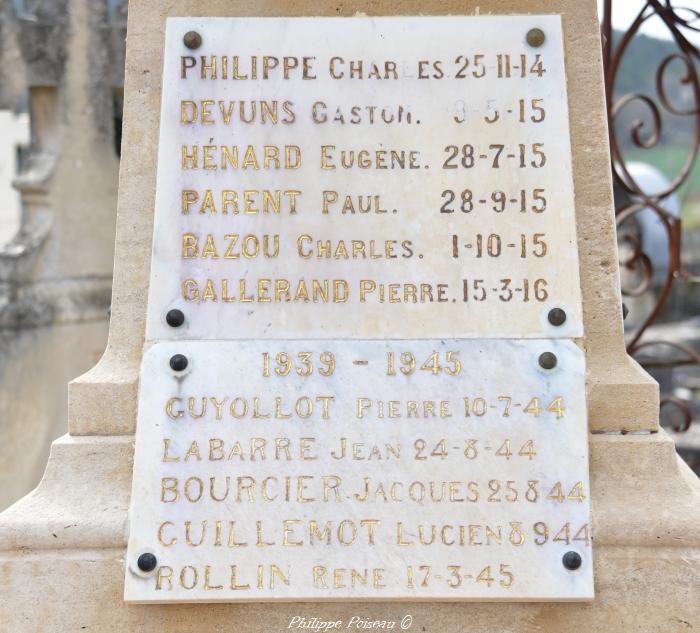 PHILIPPE CHARLES. 25-11-14
DEVUNS GASTON. 9-5-15
HÉNARD EUGÈNE. 28-7-15
PARENT PAUL. 28-9-15
BAZOU CHARLES. 1-10-15
GALLERAND PIERRE. 15-3-16
1939 - 1945
GUYOLLOT PIERRE 10-7-44
LABARRE JEAN 24-8-44
BOURCIER JACQUES 25 8 44
GUILLEMOT LUCIEN 8 9 44
ROLLIN RENE 17-3-45
Philippe Poiseau ©